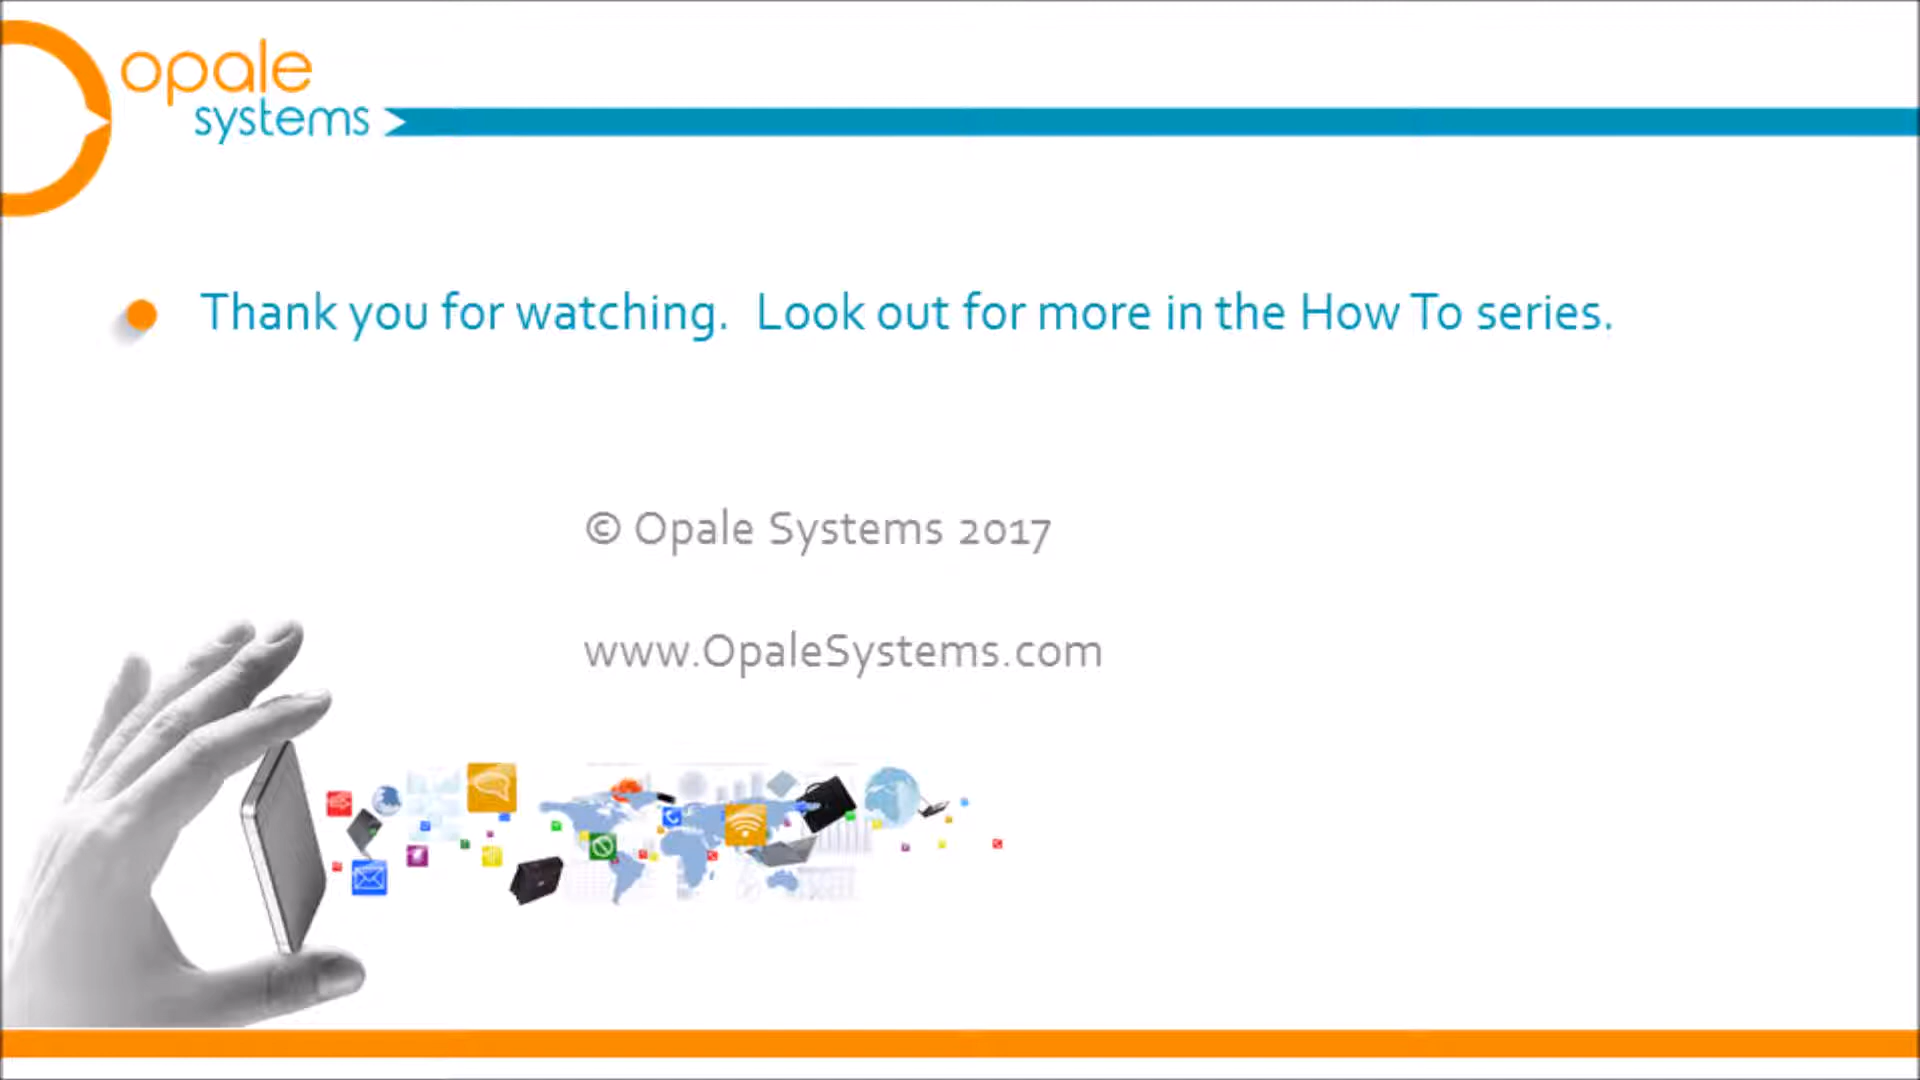 opale
systems
Thank you for watching.  Look out for more in the How To series.
© Opale Systems 2017
www.OpaleSystems.com